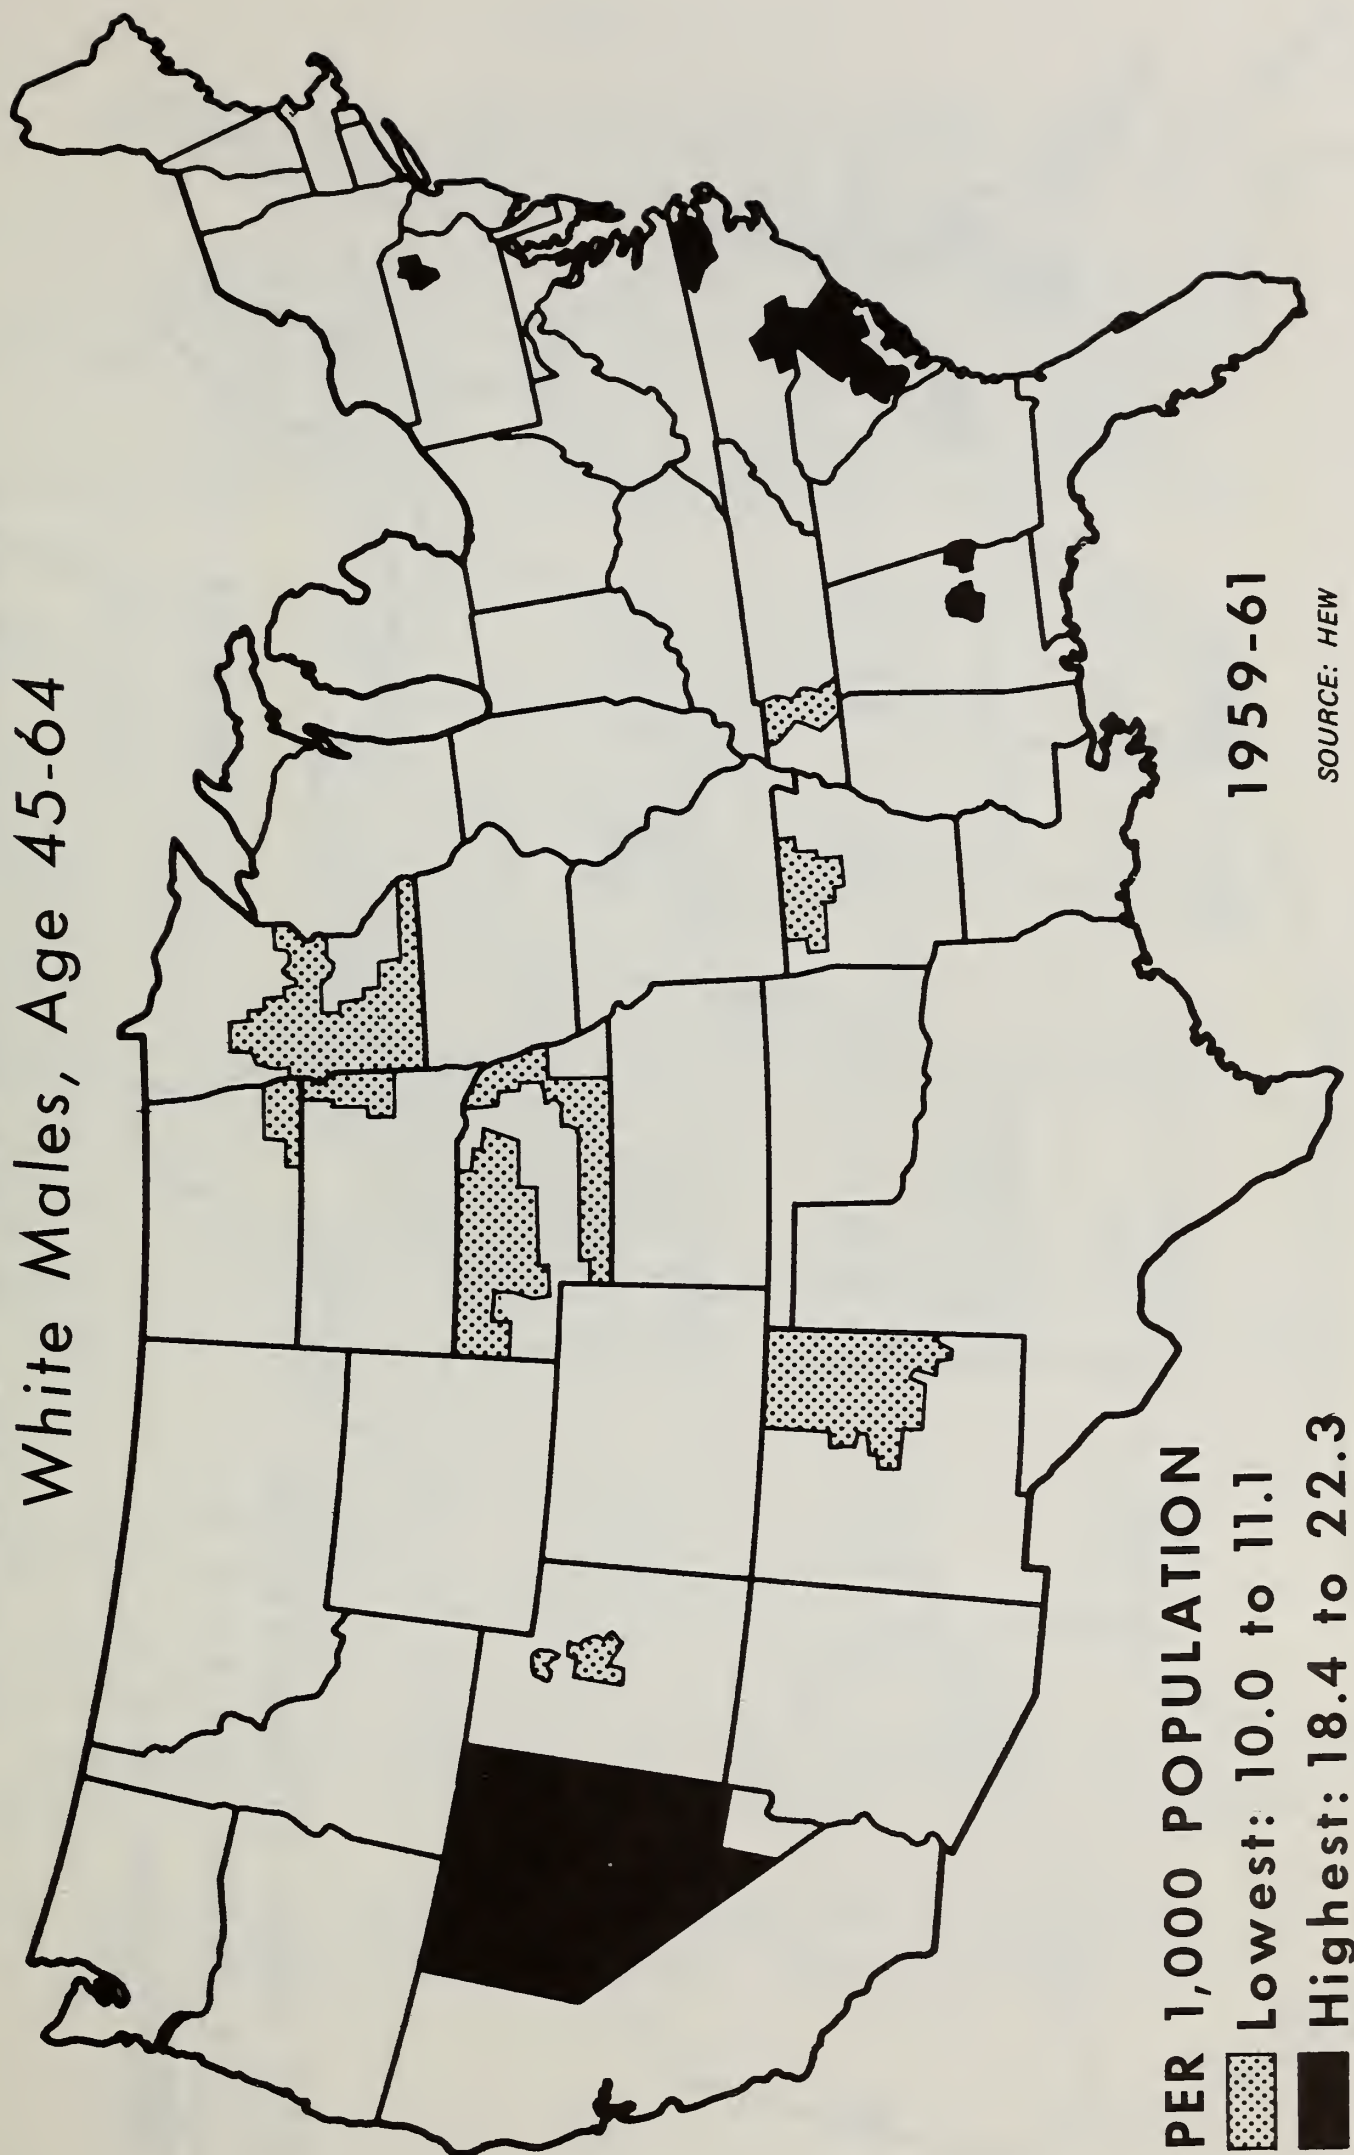 White Males, Age 45-64
PER 1,000 POPULATION
Lowest: 10.0 to 11.1
Highest: 18.4 to 22.3
1959-61
SOURCE: HEW